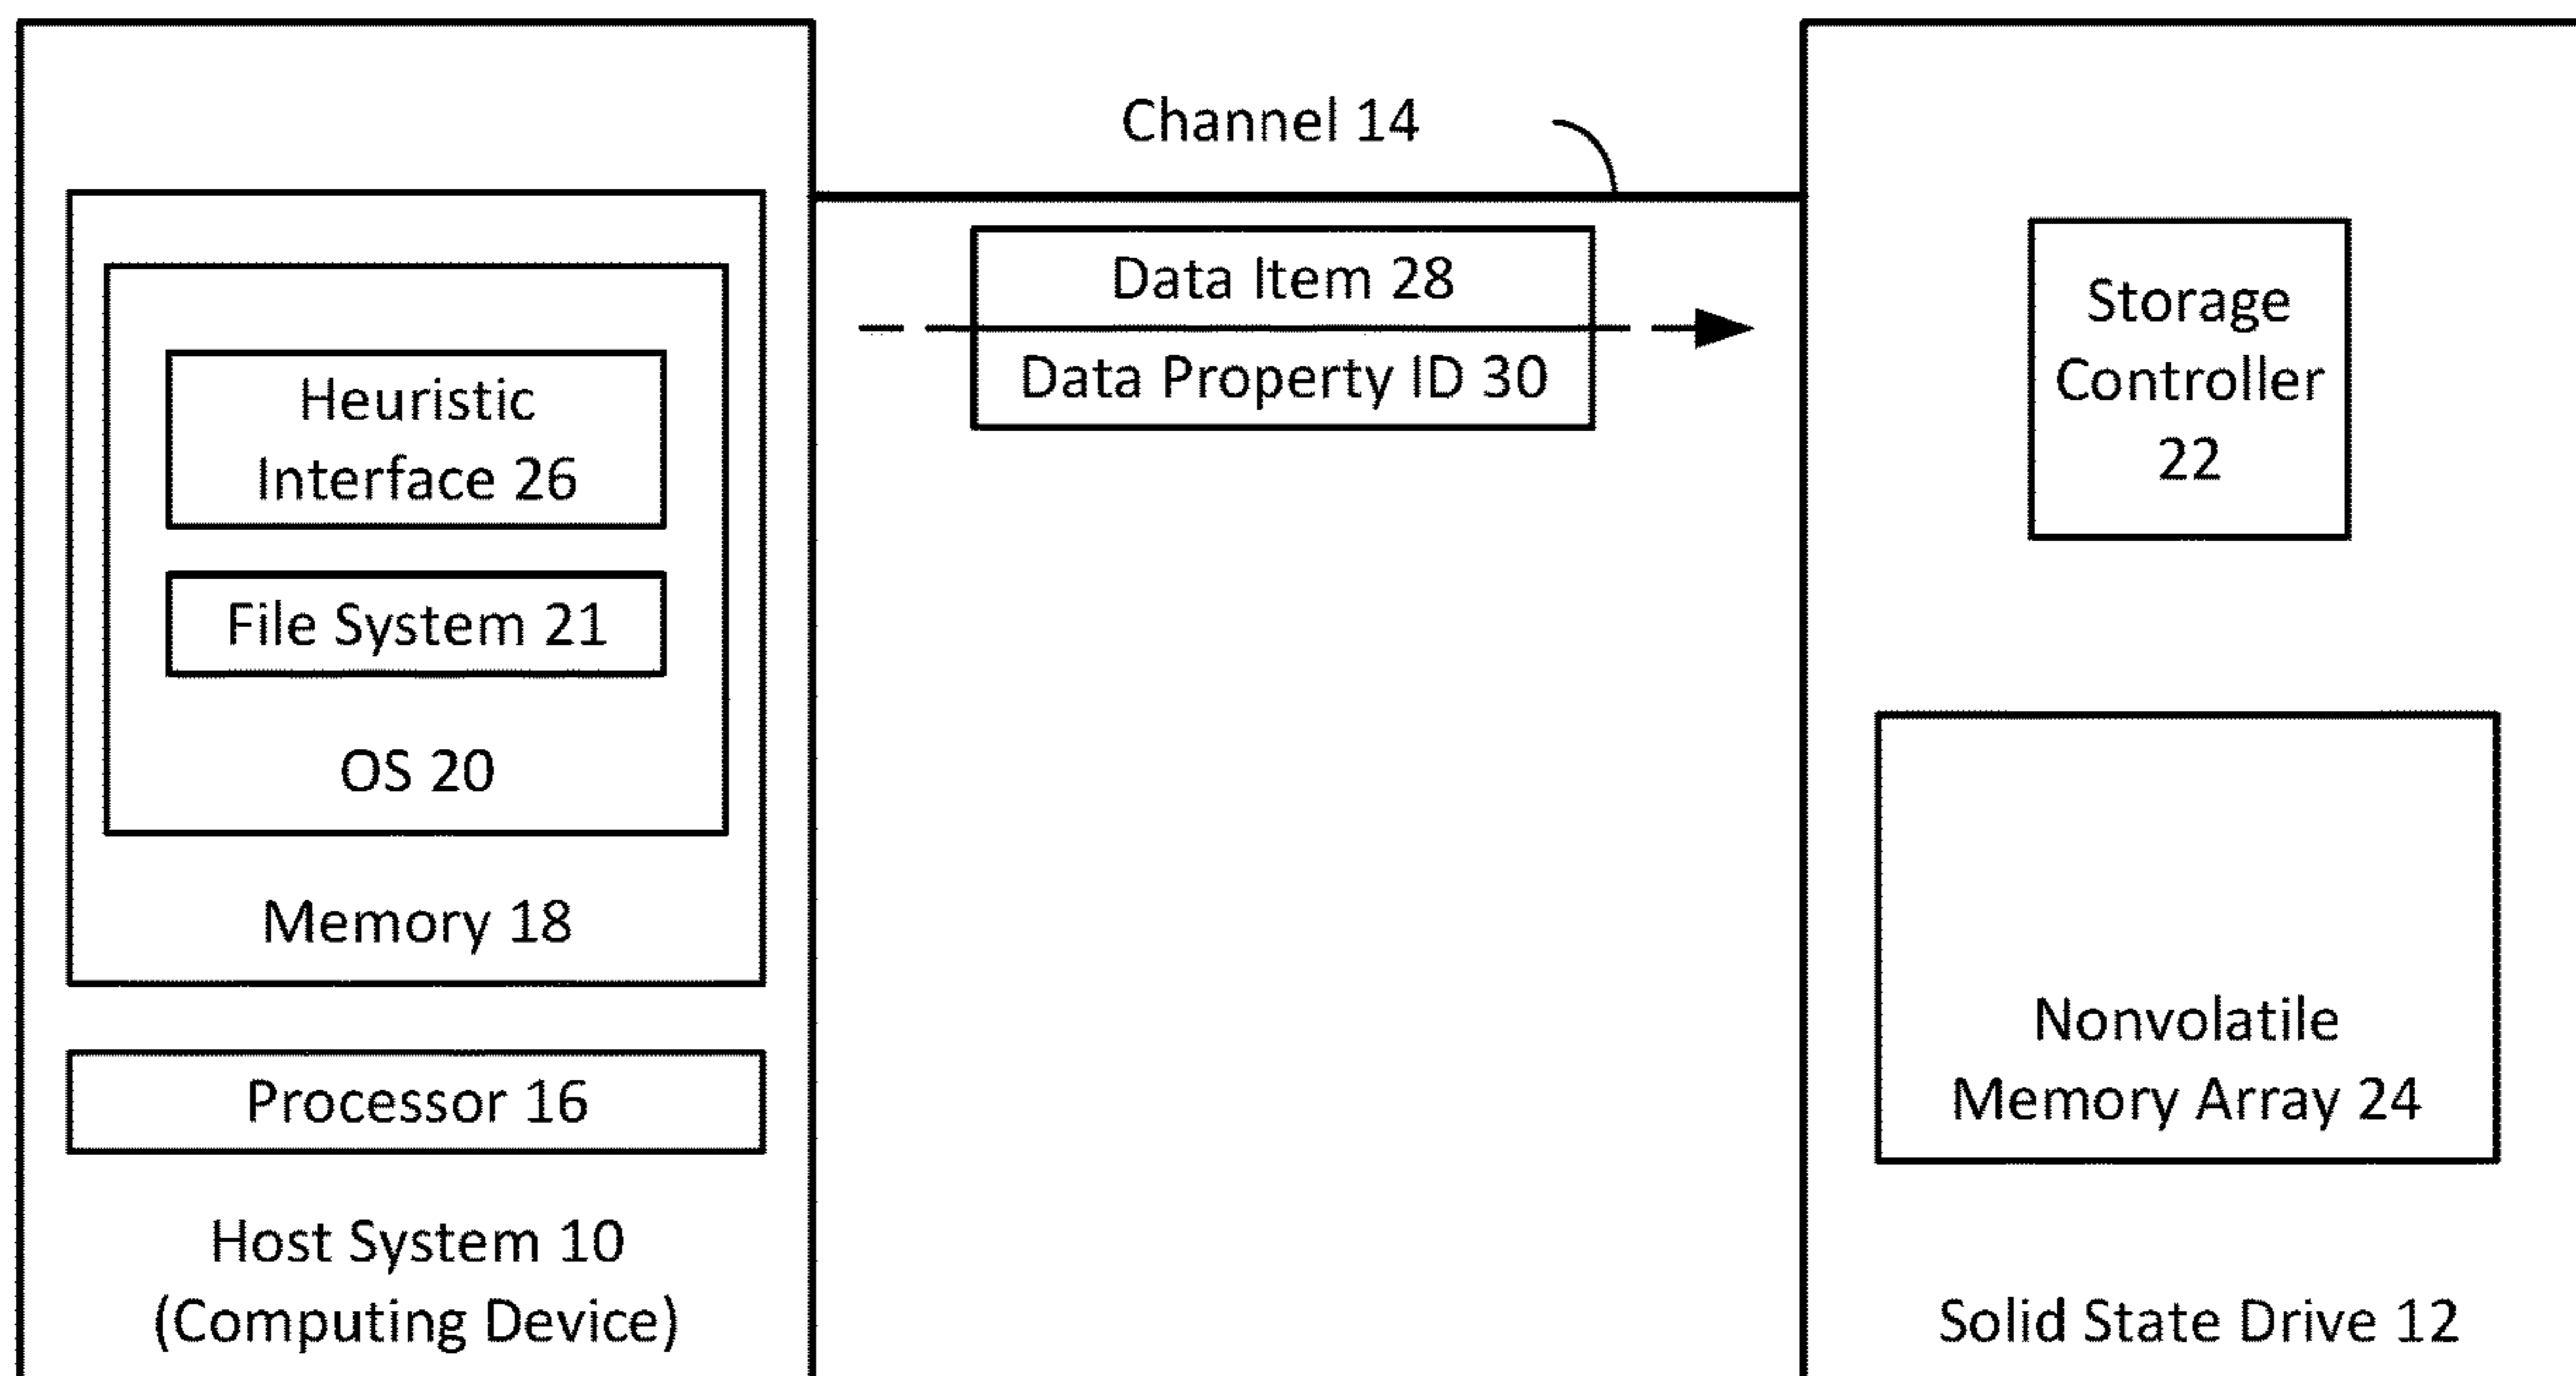 Channel 14
Data Item 28
Data Property ID 30
Heuristic
Interface 26
File System 21
OS 20
Memory 18
Processor 16
Host System 10
(Computing Device)
Storage
Controller
22
Nonvolatile
Memory Array 24
Solid State Drive 12